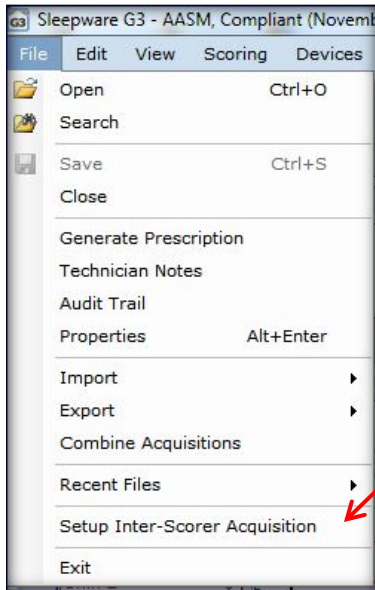 G3 Sleepware G3 - AASM, Compliant (Novemb
File Edit View Scoring Devices
Open Ctrl+O
Search
Save Ctrl+S
Close
Generate Prescription
Technician Notes
Audit Trail
Properties Alt+Enter
Import
Export
Combine Acquisitions
Recent Files
Setup Inter-Scorer Acquisition
Exit